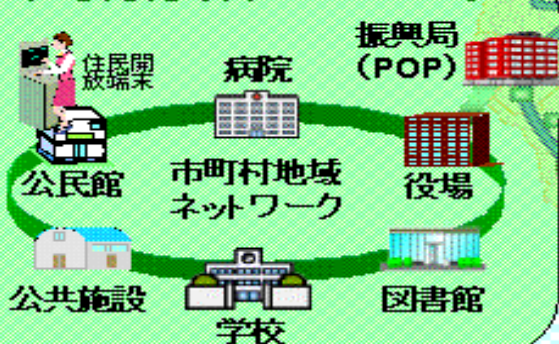 振興局
(POP)
住民開
放端末
病院
公民館
市町村地域
ネットワーク
役場
公共施設
学校
図書館